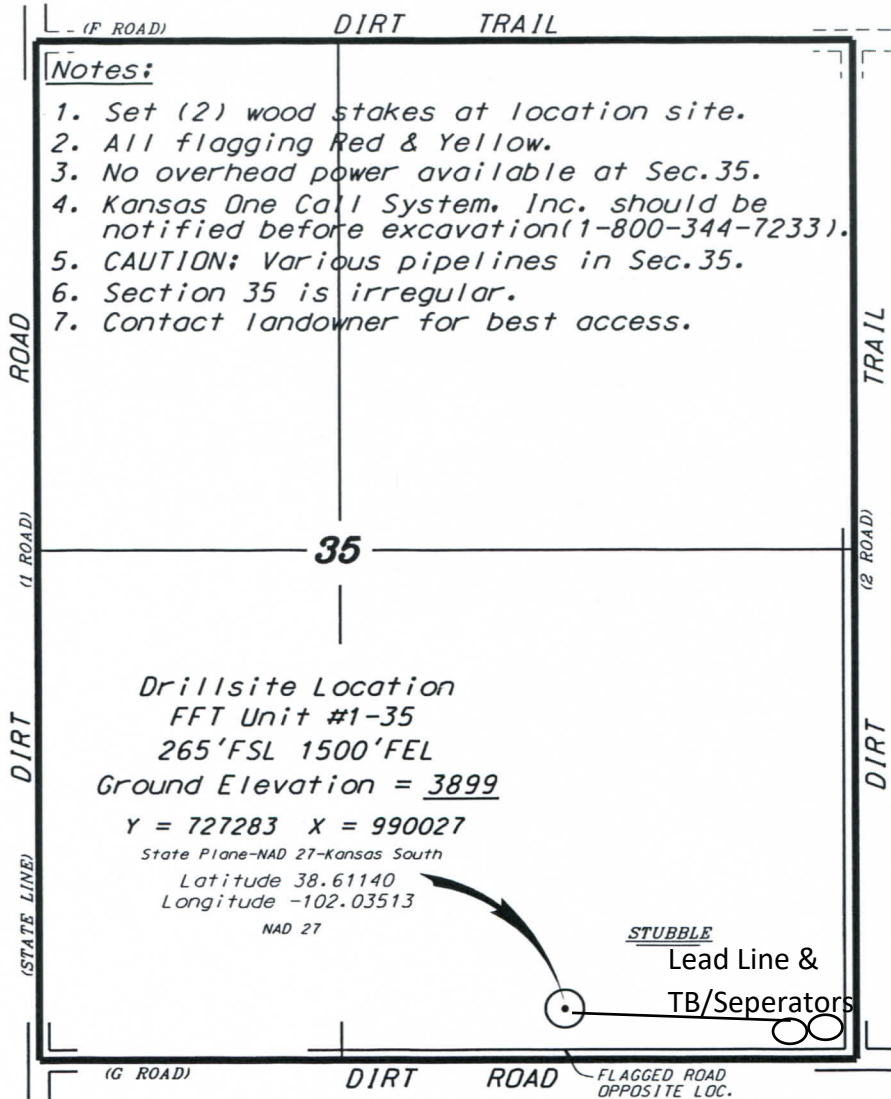 (F ROAD) DIRT TRAIL
Notes:
1. Set (2) wood stakes at location site.
2. All flagging Red & Yellow.
3. No overhead power available at Sec.35.
4. Kansas One Call System. Inc. should be
notified before excavation(1-800-344-7233).
5. CAUTION: Various pipelines in Sec.35.
6. Section 35 is irregular.
7. Contact landowner for best access.
ROAD
TRAIL
(1 ROAD)
35
(2 ROAD)
Drillsite Location
FFT Unit #1-35
265'FSL 1500'FEL
Ground Elevation = 3899
Y = 727283 X = 990027
State Plane-NAD 27-Kansas South
Latitude 38.61140
Longitude -102.03513
NAD 27
DIRT
DIRT
(STATE LINE)
STUBBLE
Lead Line &
TB/Seperators
(G ROAD) DIRT ROAD
FLAGGED ROAD
OPPOSITE LOC.